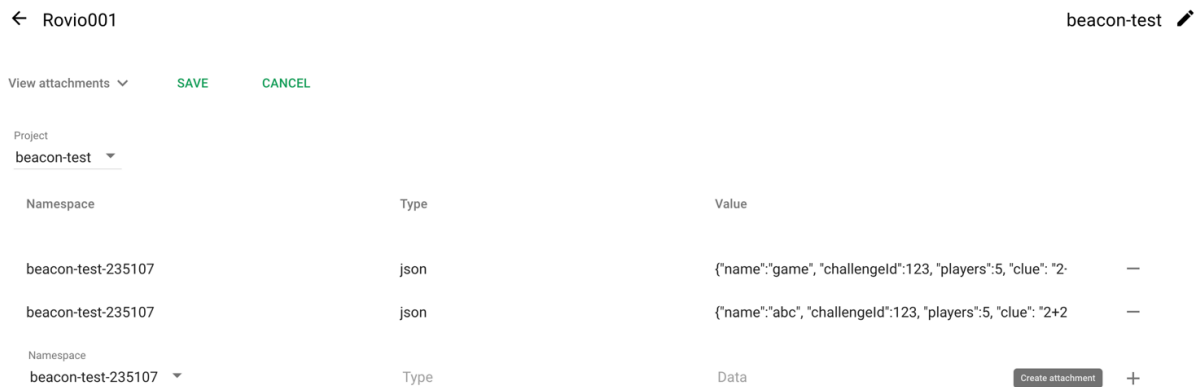 Rovio001 beacon-test
View attachments SAVE CANCEL
Project
beacon-test
Namespace Type Value
beacon-test-235107 json {"name":"game", "challengeId":123, "players":5, "clue": "2-
beacon-test-235107 json {"name":"abc", "challengeId":123, "players":5, "clue": "2+2
Namespace
beacon-test-235107 Type Data Create attachment